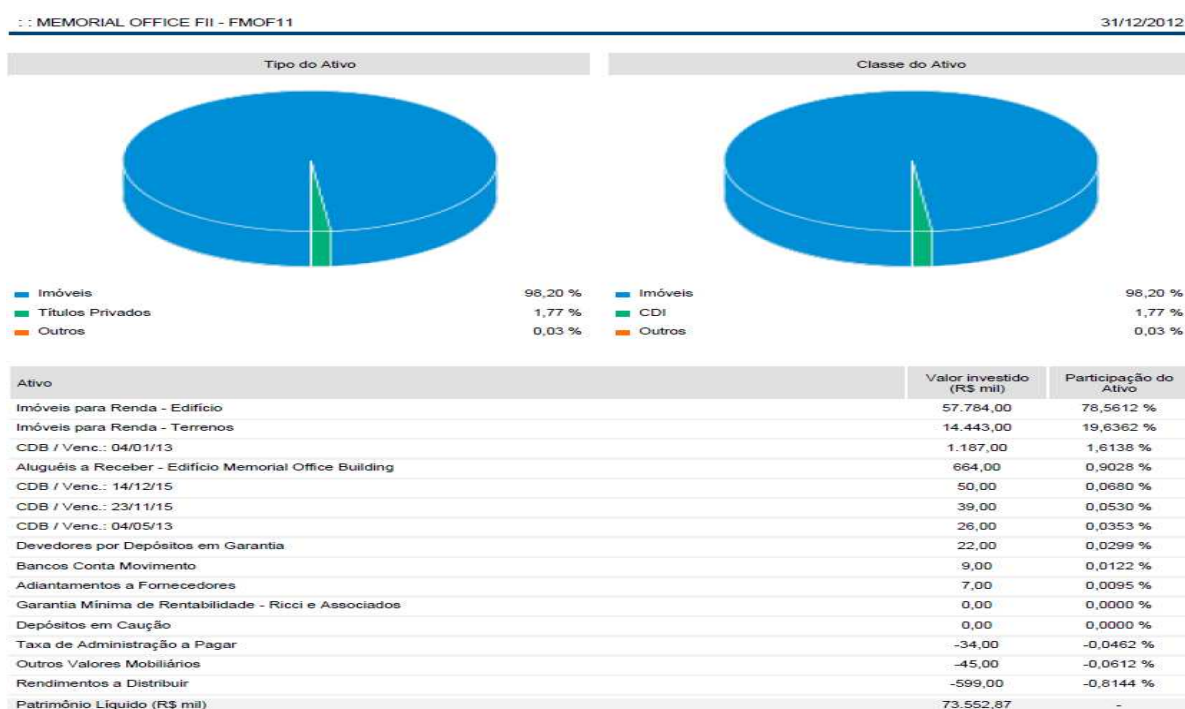 : : MEMORIAL OFFICE FII - FMOF11 31/12/2012
Tipo do Ativo Classe do Ativo
Imóveis 98,20 % Imóveis 98,20 %
Títulos Privados 1,77 % CDI 1,77 %
Outros 0,03 % Outros 0,03 %
Ativo Valor investido (R$ mil) Participação do Ativo
Imóveis para Renda - Edifício 57.784,00 78,5612 %
Imóveis para Renda - Terrenos 14.443,00 19,6362 %
CDB / Venc.: 04/01/13 1.187,00 1,6138 %
Aluguéis a Receber - Edifício Memorial Office Building 664,00 0,9028 %
CDB / Venc.: 14/12/15 50,00 0,0680 %
CDB / Venc.: 23/11/15 39,00 0,0530 %
CDB / Venc.: 04/05/13 26,00 0,0353 %
Devedores por Depósitos em Garantia 22,00 0,0299 %
Bancos Conta Movimento 9,00 0,0122 %
Adiantamentos a Fornecedores 7,00 0,0095 %
Garantia Mínima de Rentabilidade - Ricci e Associados 0,00 0,0000 %
Depósitos em Caução 0,00 0,0000 %
Taxa de Administração a Pagar -34,00 -0,0462 %
Outros Valores Mobiliários -45,00 -0,0612 %
Rendimentos a Distribuir -599,00 -0,8144 %
Patrimônio Líquido (R$ mil) 73.552,87 -